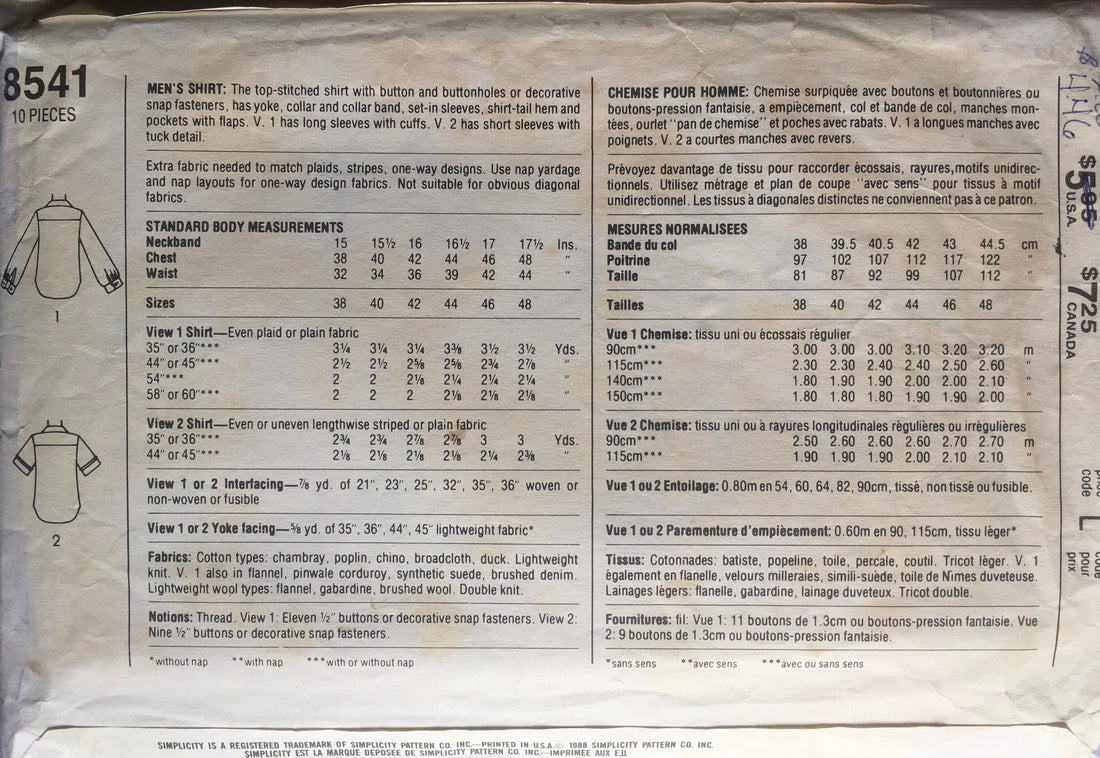 8541
10 PIECES
1
2
MEN'S SHIRT: The top-stitched shirt with button and buttonholes or decorative
snap fasteners, has yoke, collar and collar band, set-in sleeves, shirt-tail hem and
pockets with flaps. V. 1 has long sleeves with cuffs. V. 2 has short sleeves with
tuck detail.
Extra fabric needed to match plaids, stripes, one-way designs. Use nap yardage
and nap layouts for one-way design fabrics. Not suitable for obvious diagonal
fabrics.
STANDARD BODY MEASUREMENTS
Neckband 15 15½ 16 16½ 17 17½ Ins.
Chest 38 40 42 44 46 48 "
Waist 32 34 36 39 42 44 "
Sizes 38 40 42 44 46 48
View 1 Shirt—Even plaid or plain fabric
35" or 36"*** 3¼ 3¼ 3¼ 3⅜ 3½ 3½ Yds.
44" or 45"*** 2½ 2½ 2⅝ 2⅝ 2¾ 2⅞ "
54"*** 2 2 2⅛ 2¼ 2¼ 2¼ "
58" or 60"*** 2 2 2 2⅛ 2⅛ 2⅛ "
View 2 Shirt—Even or uneven lengthwise striped or plain fabric
35" or 36"*** 2¾ 2¾ 2⅞ 2⅞ 3 3 Yds.
44" or 45"*** 2⅛ 2⅛ 2⅛ 2⅛ 2¼ 2⅜ "
View 1 or 2 Interfacing—⅞ yd. of 21", 23", 25", 32", 35", 36" woven or
non-woven or fusible
View 1 or 2 Yoke facing—⅝ yd. of 35", 36", 44", 45" lightweight fabric*
Fabrics: Cotton types: chambray, poplin, chino, broadcloth, duck. Lightweight
knit. V. 1 also in flannel, pinwale corduroy, synthetic suede, brushed denim.
Lightweight wool types: flannel, gabardine, brushed wool. Double knit.
Notions: Thread. View 1: Eleven ½" buttons or decorative snap fasteners. View 2:
Nine ½" buttons or decorative snap fasteners.
*without nap **with nap ***with or without nap
CHEMISE POUR HOMME: Chemise surpiquée avec boutons et boutonnières ou
boutons-pression fantaisie, a empiècement, col et bande de col, manches mon-
tées, ourlet "pan de chemise" et poches avec rabats. V. 1 a longues manches avec
poignets. V. 2 a courtes manches avec revers.
Prévoyez davantage de tissu pour raccorder écossais, rayures,motifs unidirec-
tionnels. Utilisez métrage et plan de coupe "avec sens" pour tissus à motif
unidirectionnel. Les tissus à diagonales distinctes ne conviennent pas à ce patron.
MESURES NORMALISEES
Bande du col 38 39.5 40.5 42 43 44.5 cm
Poitrine 97 102 107 112 117 122 "
Taille 81 87 92 99 107 112 "
Tailles 38 40 42 44 46 48
Vue 1 Chemise: tissu uni ou écossais régulier
90cm*** 3.00 3.00 3.00 3.10 3.20 3.20 m
115cm*** 2.30 2.30 2.40 2.40 2.50 2.60 "
140cm*** 1.80 1.90 1.90 2.00 2.00 2.10 "
150cm*** 1.80 1.80 1.80 1.90 1.90 2.00 "
Vue 2 Chemise: tissu uni ou à rayures longitudinales régulières ou irrégulières
90cm*** 2.50 2.60 2.60 2.60 2.70 2.70 m
115cm*** 1.90 1.90 1.90 2.00 2.10 2.10 "
Vue 1 ou 2 Entoilage: 0.80m en 54, 60, 64, 82, 90cm, tissé, non tissé ou fusible.
Vue 1 ou 2 Parementure d'empiècement: 0.60m en 90, 115cm, tissu léger*
Tissus: Cotonnades: batiste, popeline, toile, percale, coutil. Tricot léger. V. 1
également en flanelle, velours milleraies, simili-suède, toile de Nîmes duveteuse.
Lainages légers: flanelle, gabardine, lainage duveteux. Tricot double.
Fournitures: fil: Vue 1: 11 boutons de 1.3cm ou boutons-pression fantaisie. Vue
2: 9 boutons de 1.3cm ou boutons-pression fantaisie.
*sans sens **avec sens ***avec ou sans sens
$595
U.S.A.
$725
CANADA
code
L
code
pour
prix
SIMPLICITY IS A REGISTERED TRADEMARK OF SIMPLICITY PATTERN CO. INC.—PRINTED IN U.S.A. © 1988 SIMPLICITY PATTERN CO. INC.
SIMPLICITY EST LA MARQUE DEPOSEE DE SIMPLICITY PATTERN CO. INC.—IMPRIMEE AUX E.U.